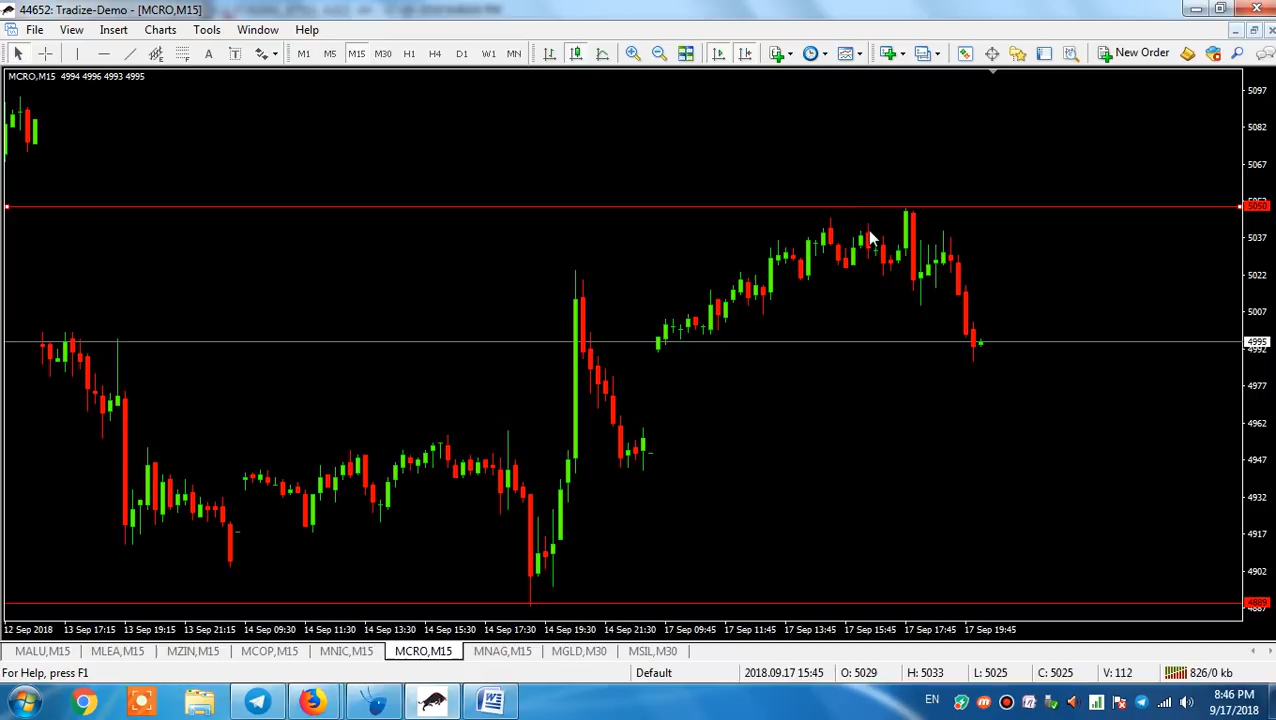 44652: Tradize-Demo - [MCRO,M15]
File View Insert Charts Tools Window Help
M1 M5 M15 M30 H1 H4 D1 W1 MN New Order
MCRO,M15 4994 4996 4993 4995
5097
5082
5067
5050
5037
5022
5007
4995
4992
4977
4962
4947
4932
4917
4902
4889
4887
12 Sep 2018 13 Sep 17:15 13 Sep 19:15 13 Sep 21:15 14 Sep 09:30 14 Sep 11:30 14 Sep 13:30 14 Sep 15:30 14 Sep 17:30 14 Sep 19:30 14 Sep 21:30 17 Sep 09:45 17 Sep 11:45 17 Sep 13:45 17 Sep 15:45 17 Sep 17:45 17 Sep 19:45
MALU,M15 MLEA,M15 MZIN,M15 MCOP,M15 MNIC,M15 MCRO,M15 MNAG,M15 MGLD,M30 MSIL,M30
For Help, press F1 Default 2018.09.17 15:45 O: 5029 H: 5033 L: 5025 C: 5025 V: 112 826/0 kb
EN 8:46 PM
9/17/2018